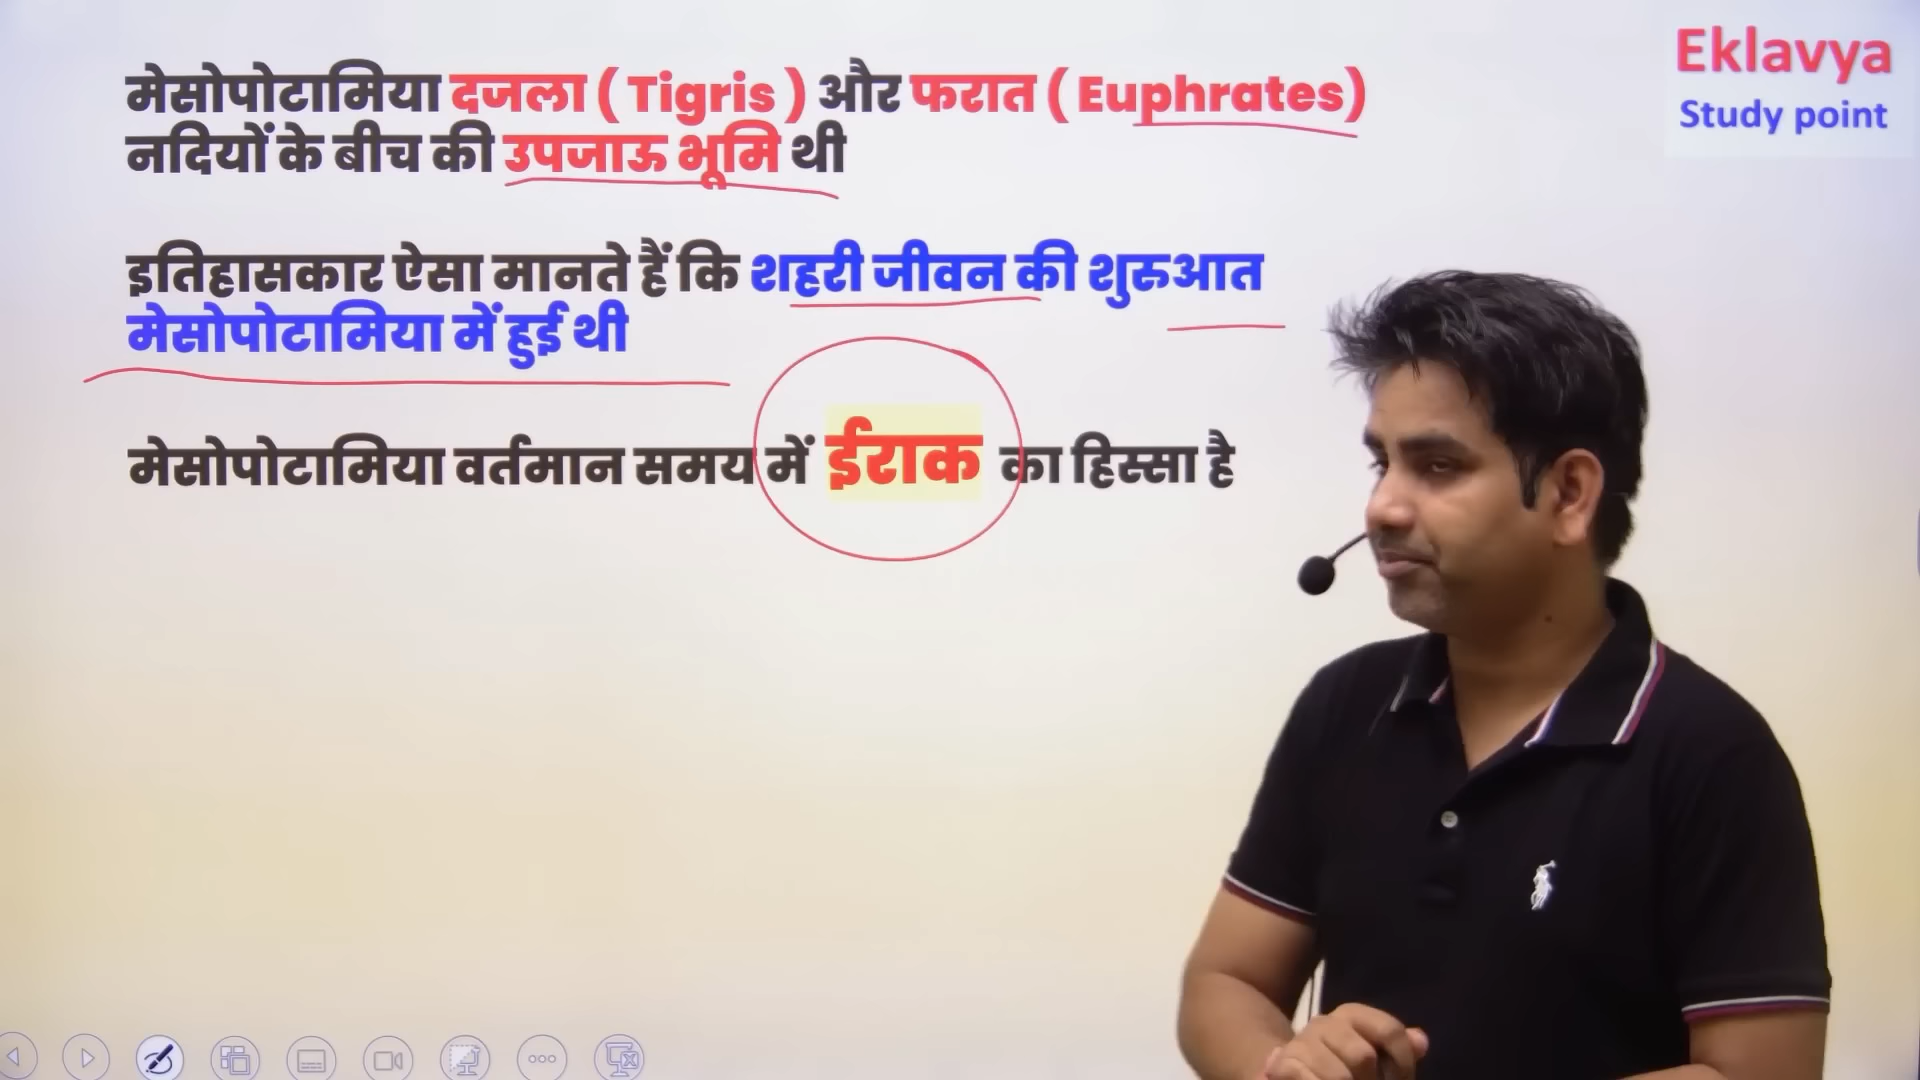 मेसोपोटामिया दजला ( Tigris ) और फरात ( Euphrates)
नदियों के बीच की उपजाऊ भूमि थी
इतिहासकार ऐसा मानते हैं कि शहरी जीवन की शुरुआत
मेसोपोटामिया में हुई थी
मेसोपोटामिया वर्तमान समय में ईराक का हिस्सा है
Eklavya
Study point